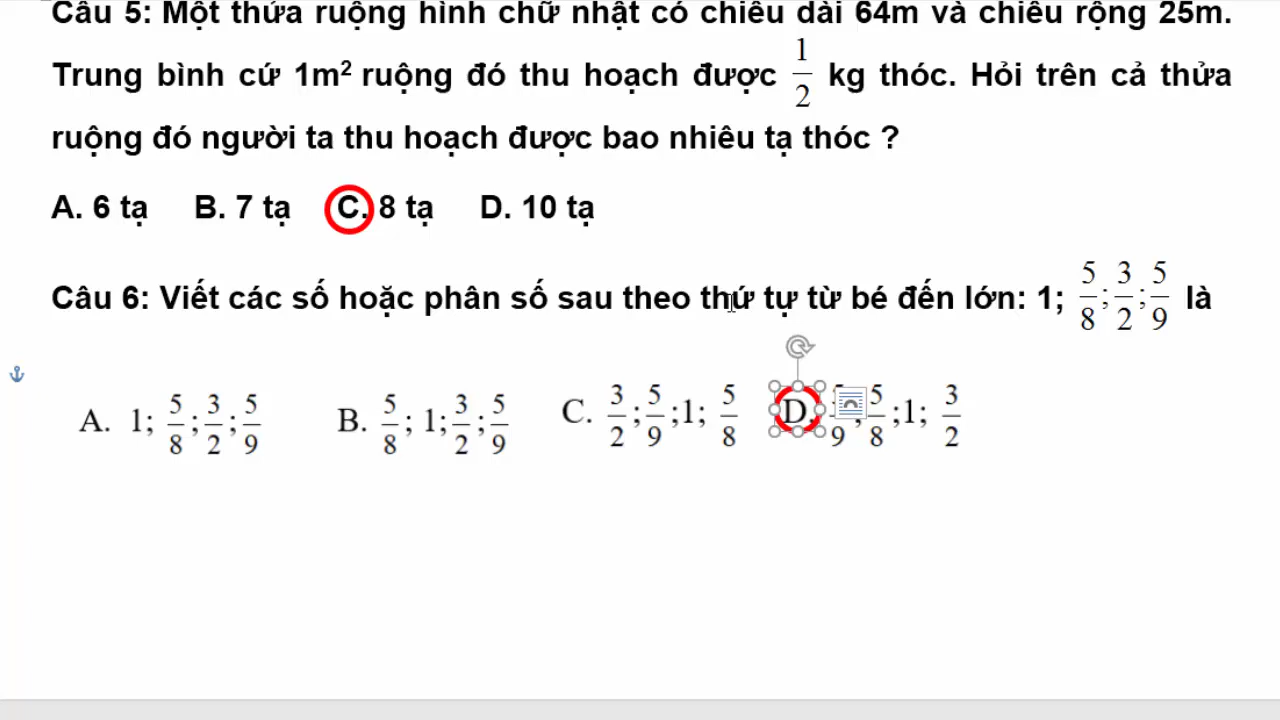 Câu 5: Một thửa ruộng hình chữ nhật có chiều dài 64m và chiều rộng 25m.
Trung bình cứ 1m² ruộng đó thu hoạch được 1/2 kg thóc. Hỏi trên cả thửa
ruộng đó người ta thu hoạch được bao nhiêu tạ thóc ?
A. 6 tạ B. 7 tạ C. 8 tạ D. 10 tạ
Câu 6: Viết các số hoặc phân số sau theo thứ tự từ bé đến lớn: 1; 5/8; 3/2; 5/9 là
A. 1; 5/8; 3/2; 5/9 B. 5/8; 1; 3/2; 5/9 C. 3/2; 5/9; 1; 5/8 D. 5/9; 5/8; 1; 3/2